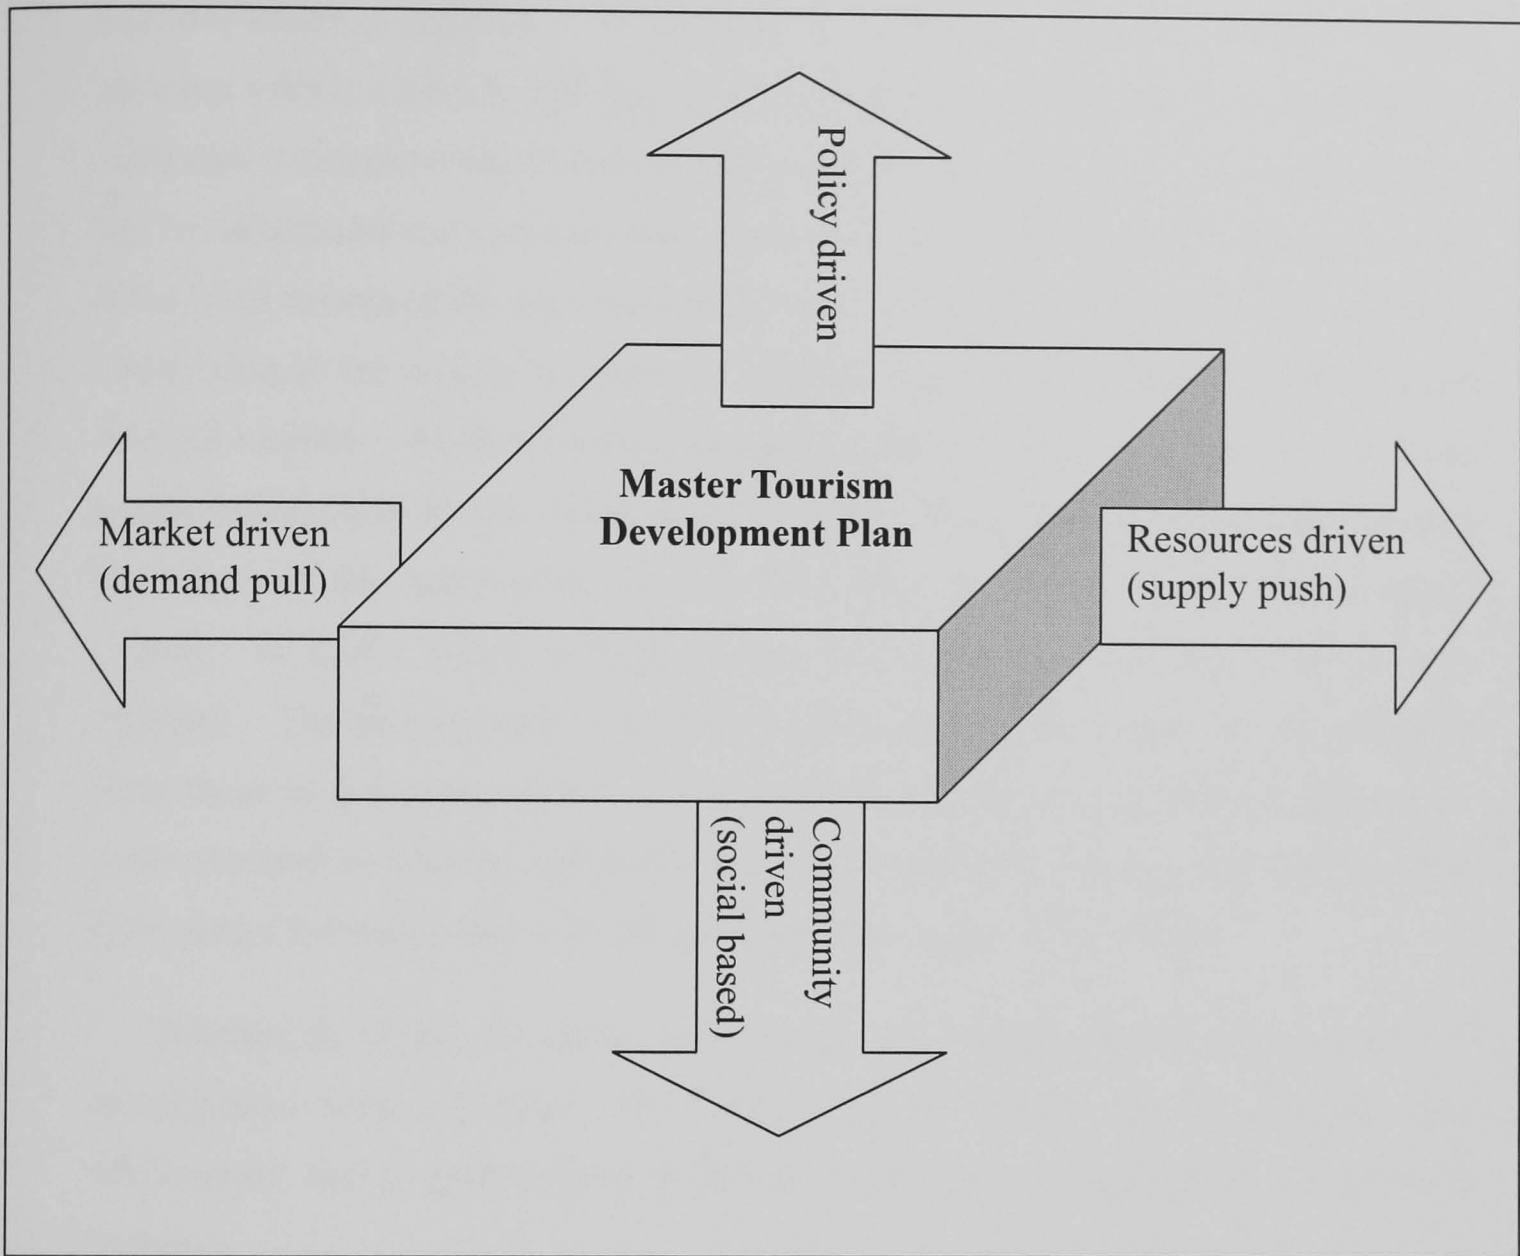 Policy driven
Master Tourism
Development Plan
Market driven
(demand pull)
Resources driven
(supply push)
Community
driven
(social based)